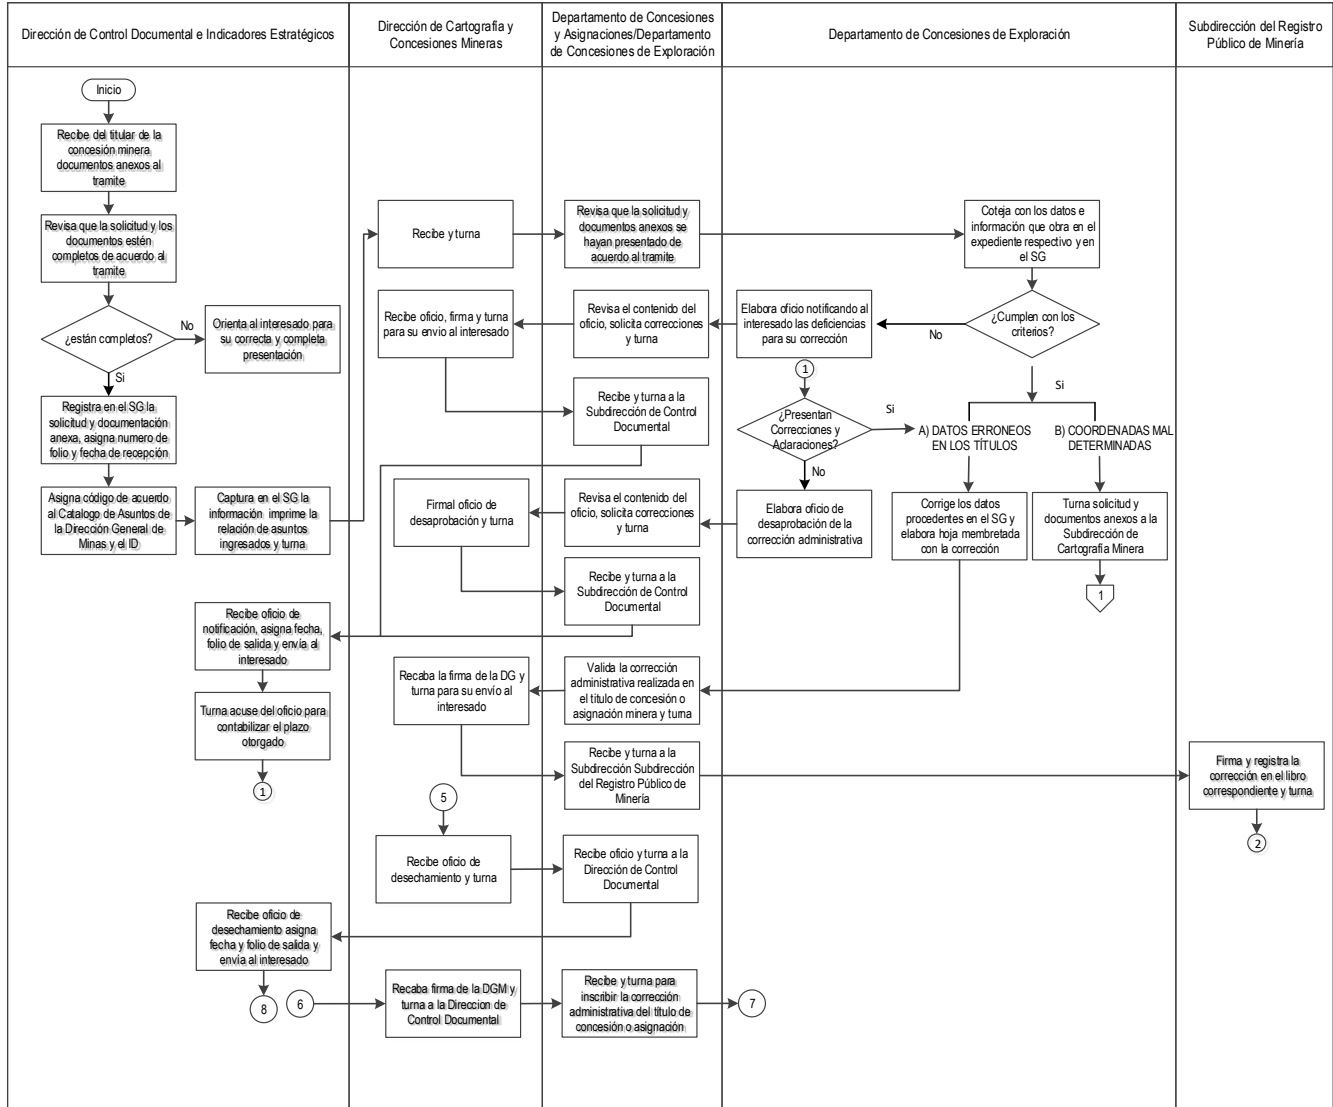 Dirección de Control Documental e Indicadores Estratégicos
Dirección de Cartografía y
Concesiones Mineras
Departamento de Concesiones
y Asignaciones/Departamento
de Concesiones de Exploración
Departamento de Concesiones de Exploración
Subdirección del Registro
Público de Minería
Inicio
Recibe del titular de la
concesión minera
documentos anexos al
tramite
Revisa que la solicitud y los
documentos estén
completos de acuerdo al
tramite
¿están completos?
No
Orienta al interesado para
su correcta y completa
presentación
Si
Registra en el SG la
solicitud y documentación
anexa, asigna numero de
folio y fecha de recepción
Asigna código de acuerdo
al Catalogo de Asuntos de
la Dirección General de
Minas y el ID
Captura en el SG la
información imprime la
relación de asuntos
ingresados y turna
Recibe y turna
Revisa que la solicitud y
documentos anexos se
hayan presentado de
acuerdo al tramite
Coteja con los datos e
información que obra en el
expediente respectivo y en
el SG
¿Cumplen con los
criterios?
No
Elabora oficio notificando al
interesado las deficiencias
para su corrección
Revisa el contenido del
oficio, solicita correcciones
y turna
Recibe oficio, firma y turna
para su envio al interesado
Recibe y turna a la
Subdirección de Control
Documental
1
¿Presentan
Correcciones y
Aclaraciones?
Si
No
Si
A) DATOS ERRONEOS
EN LOS TÍTULOS
B) COORDENADAS MAL
DETERMINADAS
Elabora oficio de
desaprobación de la
corrección administrativa
Revisa el contenido del
oficio, solicita correcciones
y turna
Firmal oficio de
desaprobación y turna
Recibe y turna a la
Subdirección de Control
Documental
Corrige los datos
procedentes en el SG y
elabora hoja membretada
con la corrección
Turna solicitud y
documentos anexos a la
Subdirección de
Cartografía Minera
1
Recibe oficio de
notificación, asigna fecha,
folio de salida y envía al
interesado
Turna acuse del oficio para
contabilizar el plazo
otorgado
1
Recaba la firma de la DG y
turna para su envío al
interesado
Valida la corrección
administrativa realizada en
el titulo de concesión o
asignación minera y turna
Recibe y turna a la
Subdirección Subdirección
del Registro Público de
Minería
Firma y registra la
corrección en el libro
correspondiente y turna
2
5
Recibe oficio de
desechamiento y turna
Recibe oficio y turna a la
Dirección de Control
Documental
Recibe oficio de
desechamiento asigna
fecha y folio de salida y
envía al interesado
8
6
Recaba firma de la DGM y
turna a la Direccion de
Control Documental
Recibe y turna para
inscribir la corrección
administrativa del título de
concesión o asignación
7